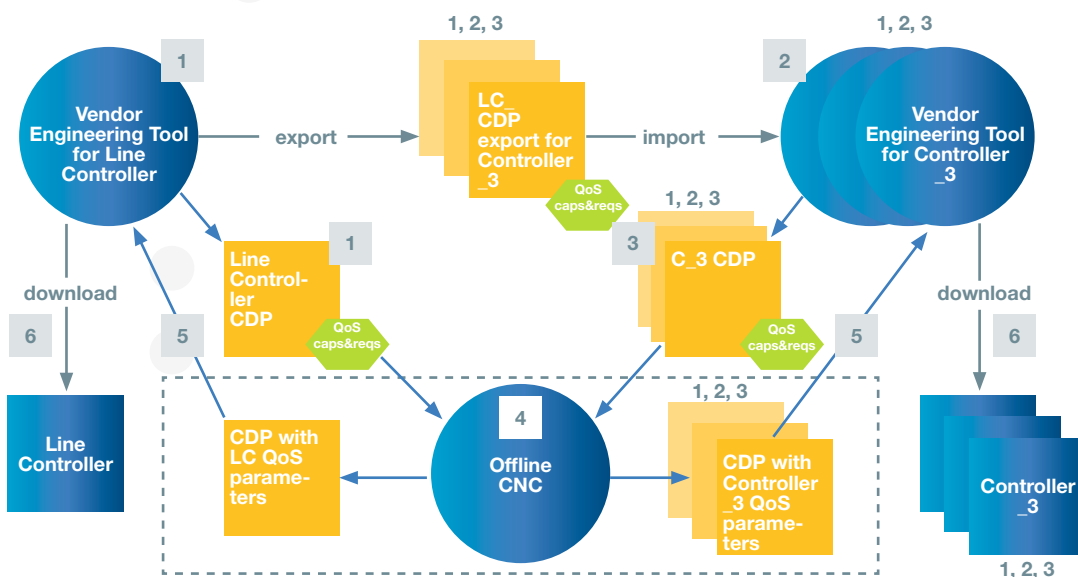 1, 2, 3
1, 2, 3
1
2
Vendor
Engineering Tool
for Line
Controller
export
LC_
CDP
export for
Controller
_3
import
Vendor
Engineering Tool
for Controller
_3
QoS
caps&reqs
1, 2, 3
1
3
Line
Control-
ler
CDP
C_3 CDP
download
download
QoS
caps&reqs
QoS
caps&reqs
6
5
5
6
1, 2, 3
4
Line
Controller
CDP with
LC QoS
parame-
ters
Offline
CNC
CDP with
Controller
_3 QoS
parame-
ters
Controller
_3
1, 2, 3